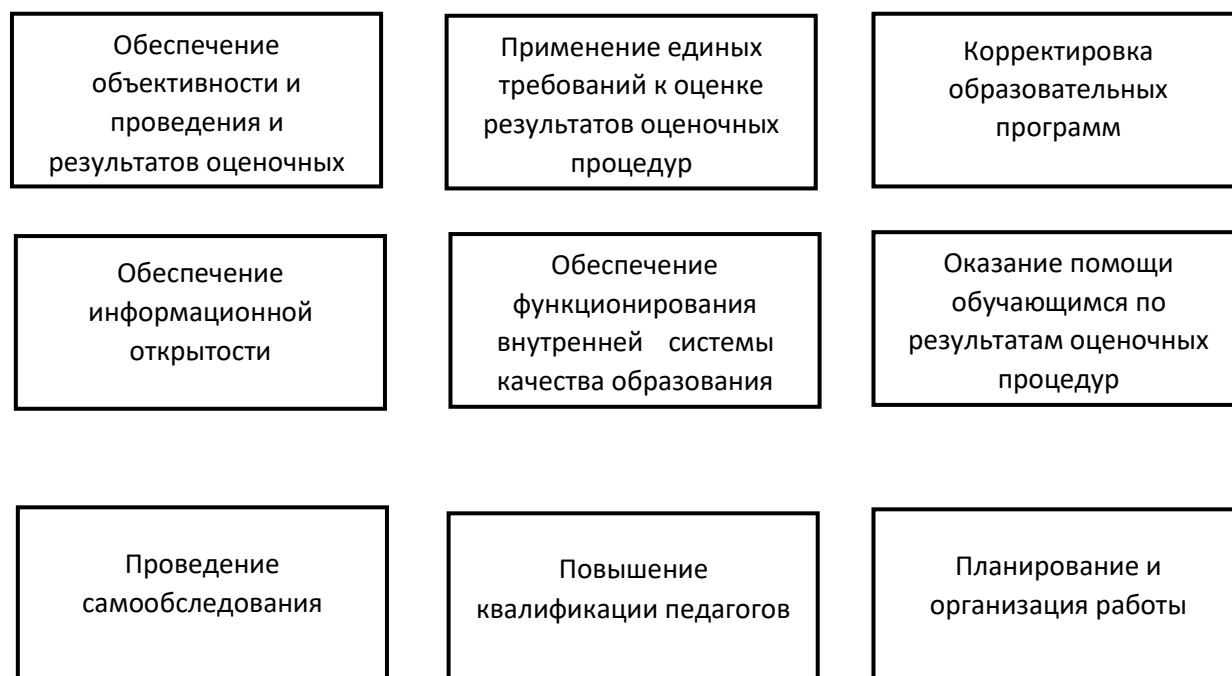 Обеспечение
объективности и
проведения и
результатов оценочных
Применение единых
требований к оценке
результатов оценочных
процедур
Корректировка
образовательных
программ
Обеспечение
информационной
открытости
Обеспечение
функционирования
внутренней системы
качества образования
Оказание помощи
обучающимся по
результатам оценочных
процедур
Проведение
самообследования
Повышение
квалификации педагогов
Планирование и
организация работы